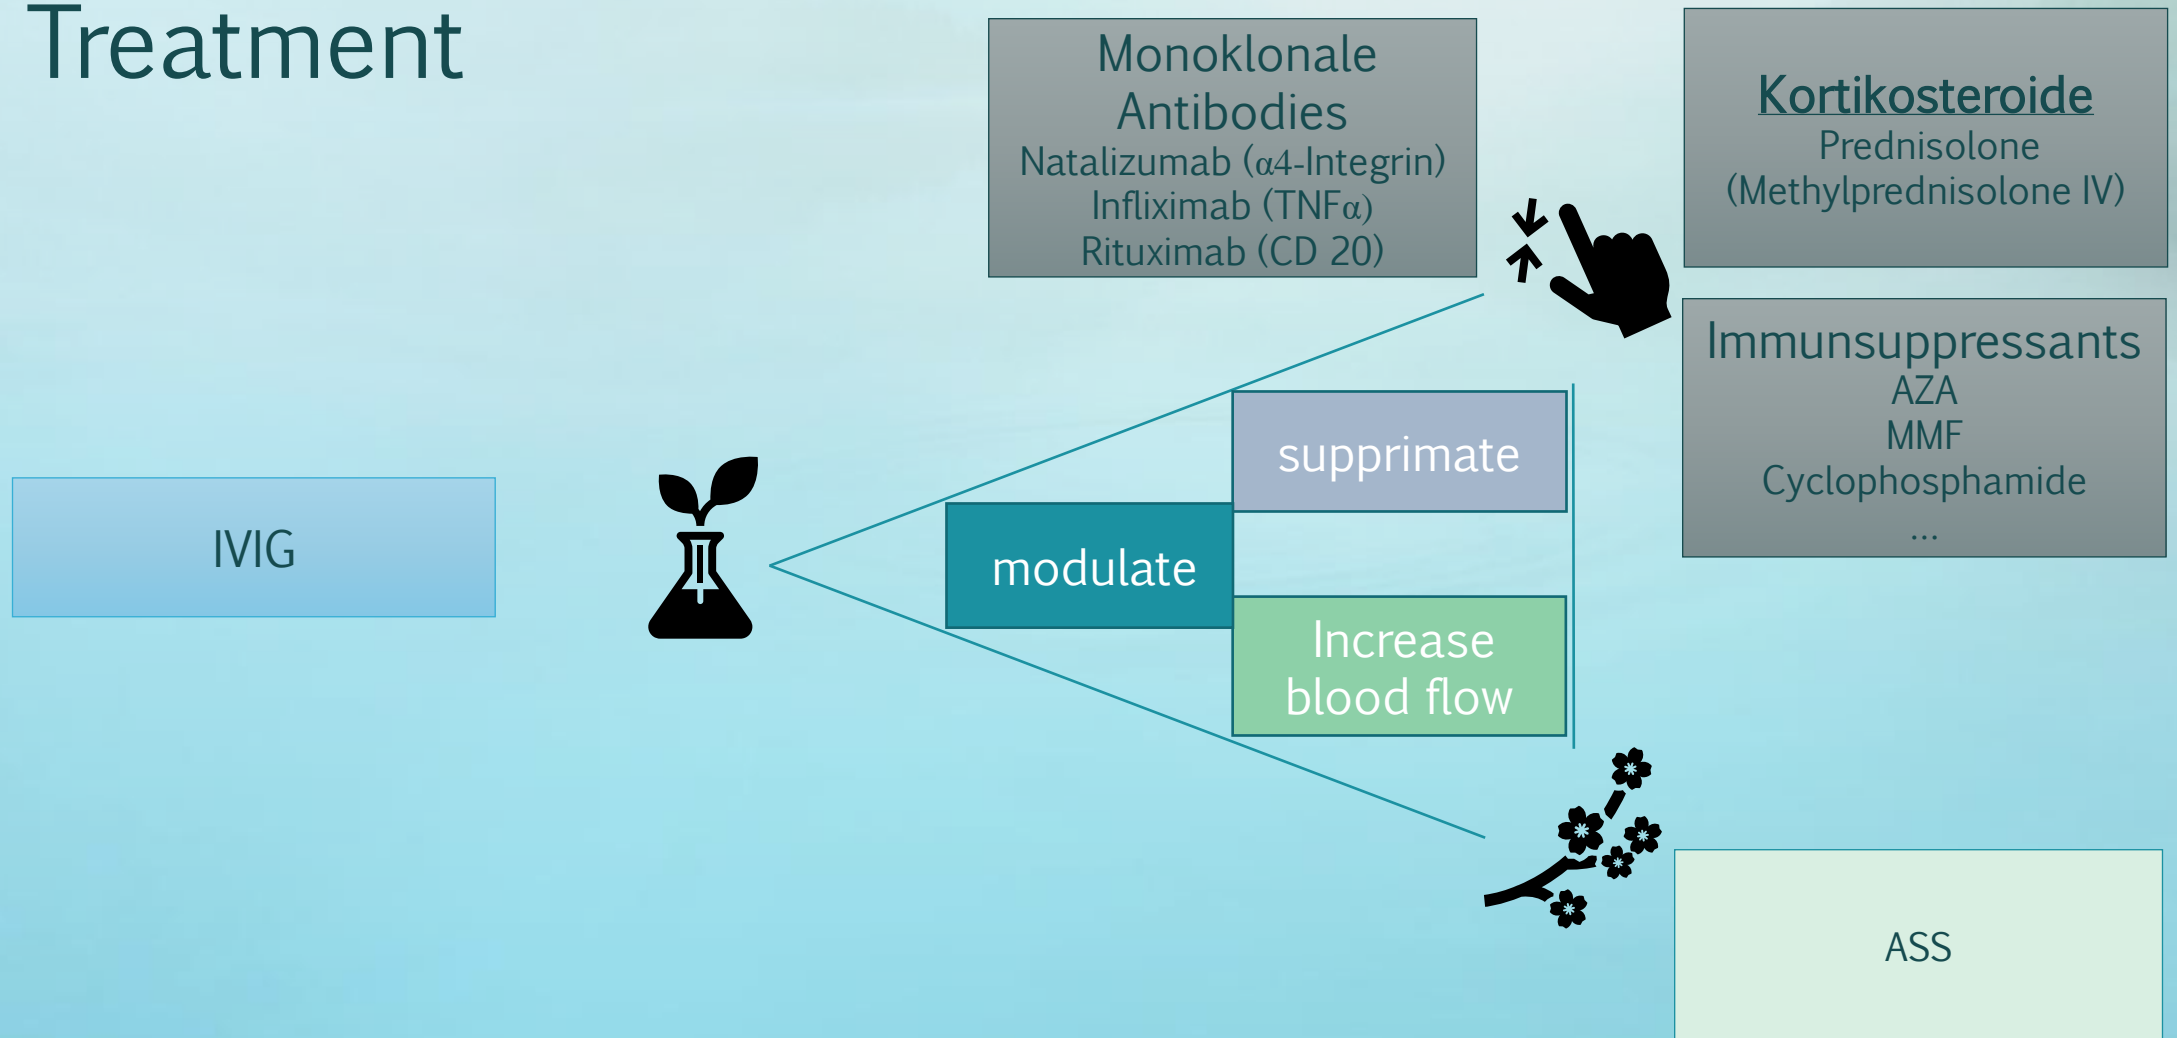 Treatment
Monoklonale
Antibodies
Natalizumab (α4-Integrin)
Infliximab (TNFα)
Rituximab (CD 20)
Kortikosteroide
Prednisolone
(Methylprednisolone IV)
Immunsuppressants
AZA
MMF
Cyclophosphamide
...
supprimate
IVIG
modulate
Increase
blood flow
ASS